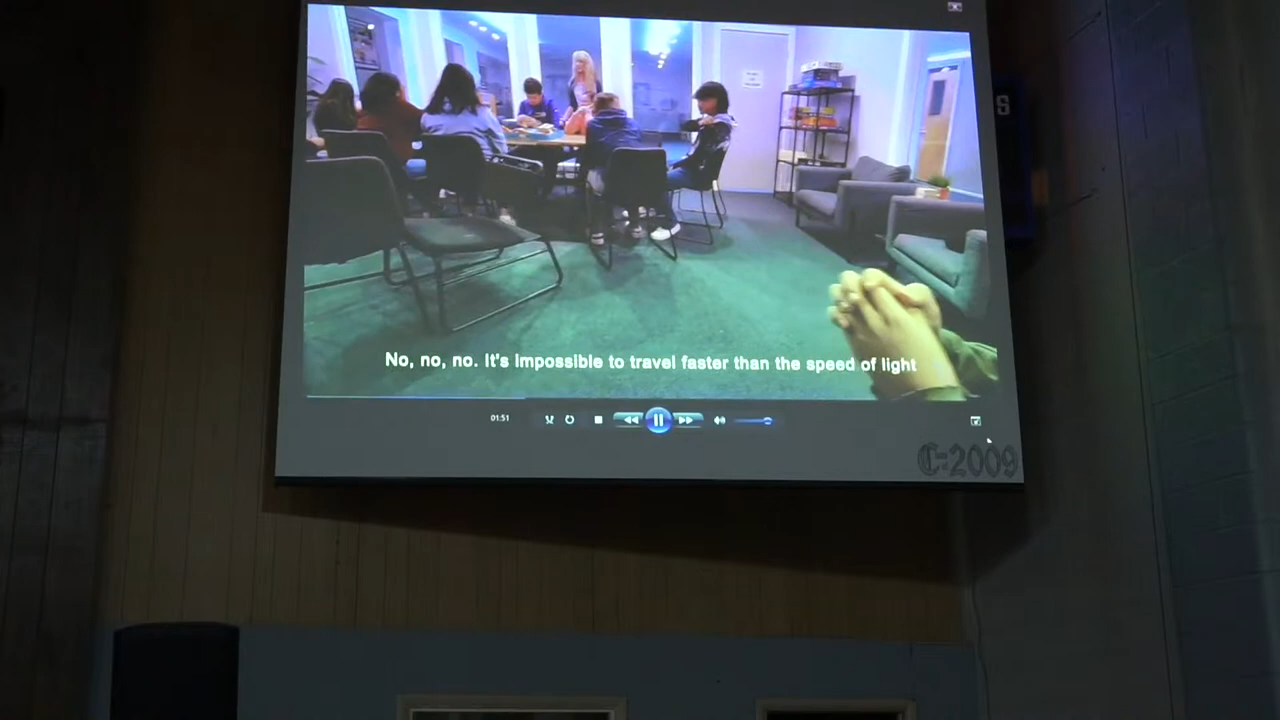 S
No, no, no. It's impossible to travel faster than the speed of light
01:51
C:2009